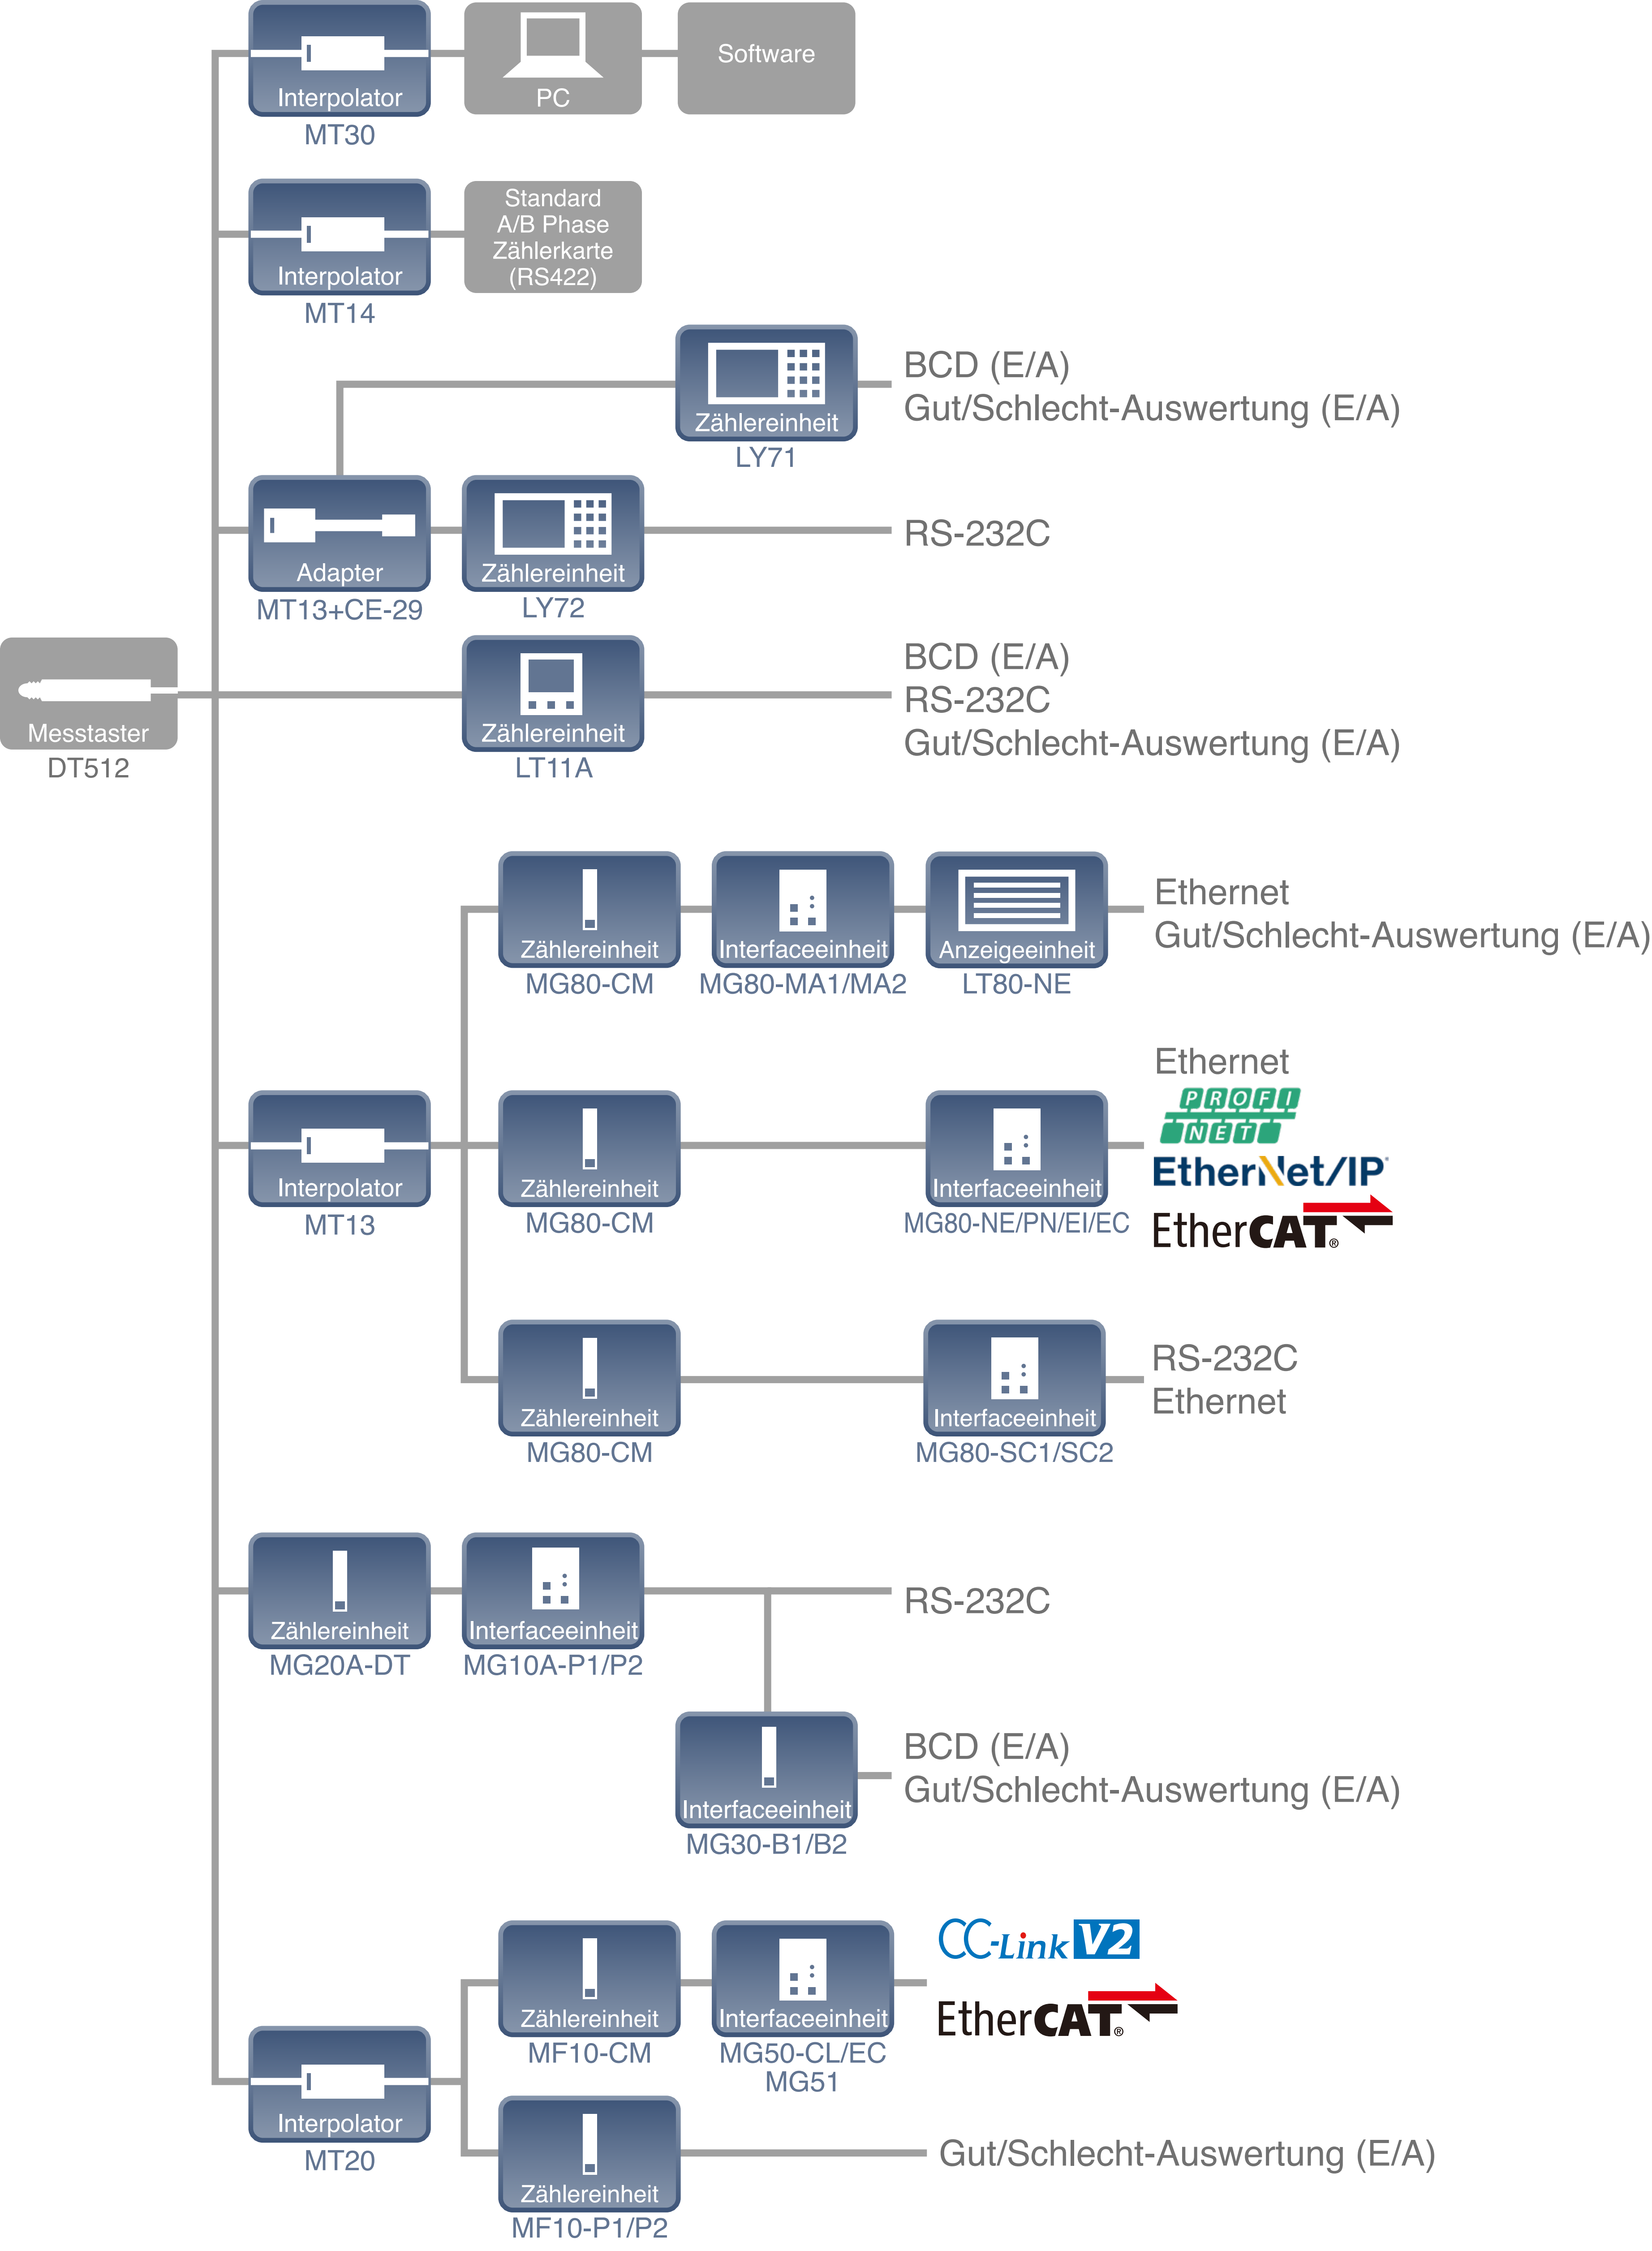 Interpolator
MT30
PC
Software
Interpolator
MT14
Standard
A/B Phase
Zählerkarte
(RS422)
Zählereinheit
LY71
BCD (E/A)
Gut/Schlecht-Auswertung (E/A)
Adapter
MT13+CE-29
Zählereinheit
LY72
RS-232C
Messtaster
DT512
Zählereinheit
LT11A
BCD (E/A)
RS-232C
Gut/Schlecht-Auswertung (E/A)
Zählereinheit
MG80-CM
Interfaceeinheit
MG80-MA1/MA2
Anzeigeeinheit
LT80-NE
Ethernet
Gut/Schlecht-Auswertung (E/A)
Interpolator
MT13
Zählereinheit
MG80-CM
Interfaceeinheit
MG80-NE/PN/EI/EC
Ethernet
PROFI
NET
EtherNet/IP
EtherCAT®
Zählereinheit
MG80-CM
Interfaceeinheit
MG80-SC1/SC2
RS-232C
Ethernet
Zählereinheit
MG20A-DT
Interfaceeinheit
MG10A-P1/P2
RS-232C
Interfaceeinheit
MG30-B1/B2
BCD (E/A)
Gut/Schlecht-Auswertung (E/A)
Interpolator
MT20
Zählereinheit
MF10-CM
Interfaceeinheit
MG50-CL/EC
MG51
CC-Link V2
EtherCAT®
Zählereinheit
MF10-P1/P2
Gut/Schlecht-Auswertung (E/A)